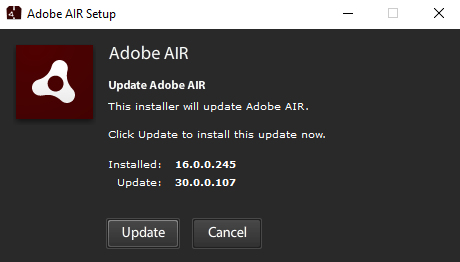 Adobe AIR Setup
Adobe AIR
Update Adobe AIR
This installer will update Adobe AIR.
Click Update to install this update now.
Installed: 16.0.0.245
Update: 30.0.0.107
Update Cancel